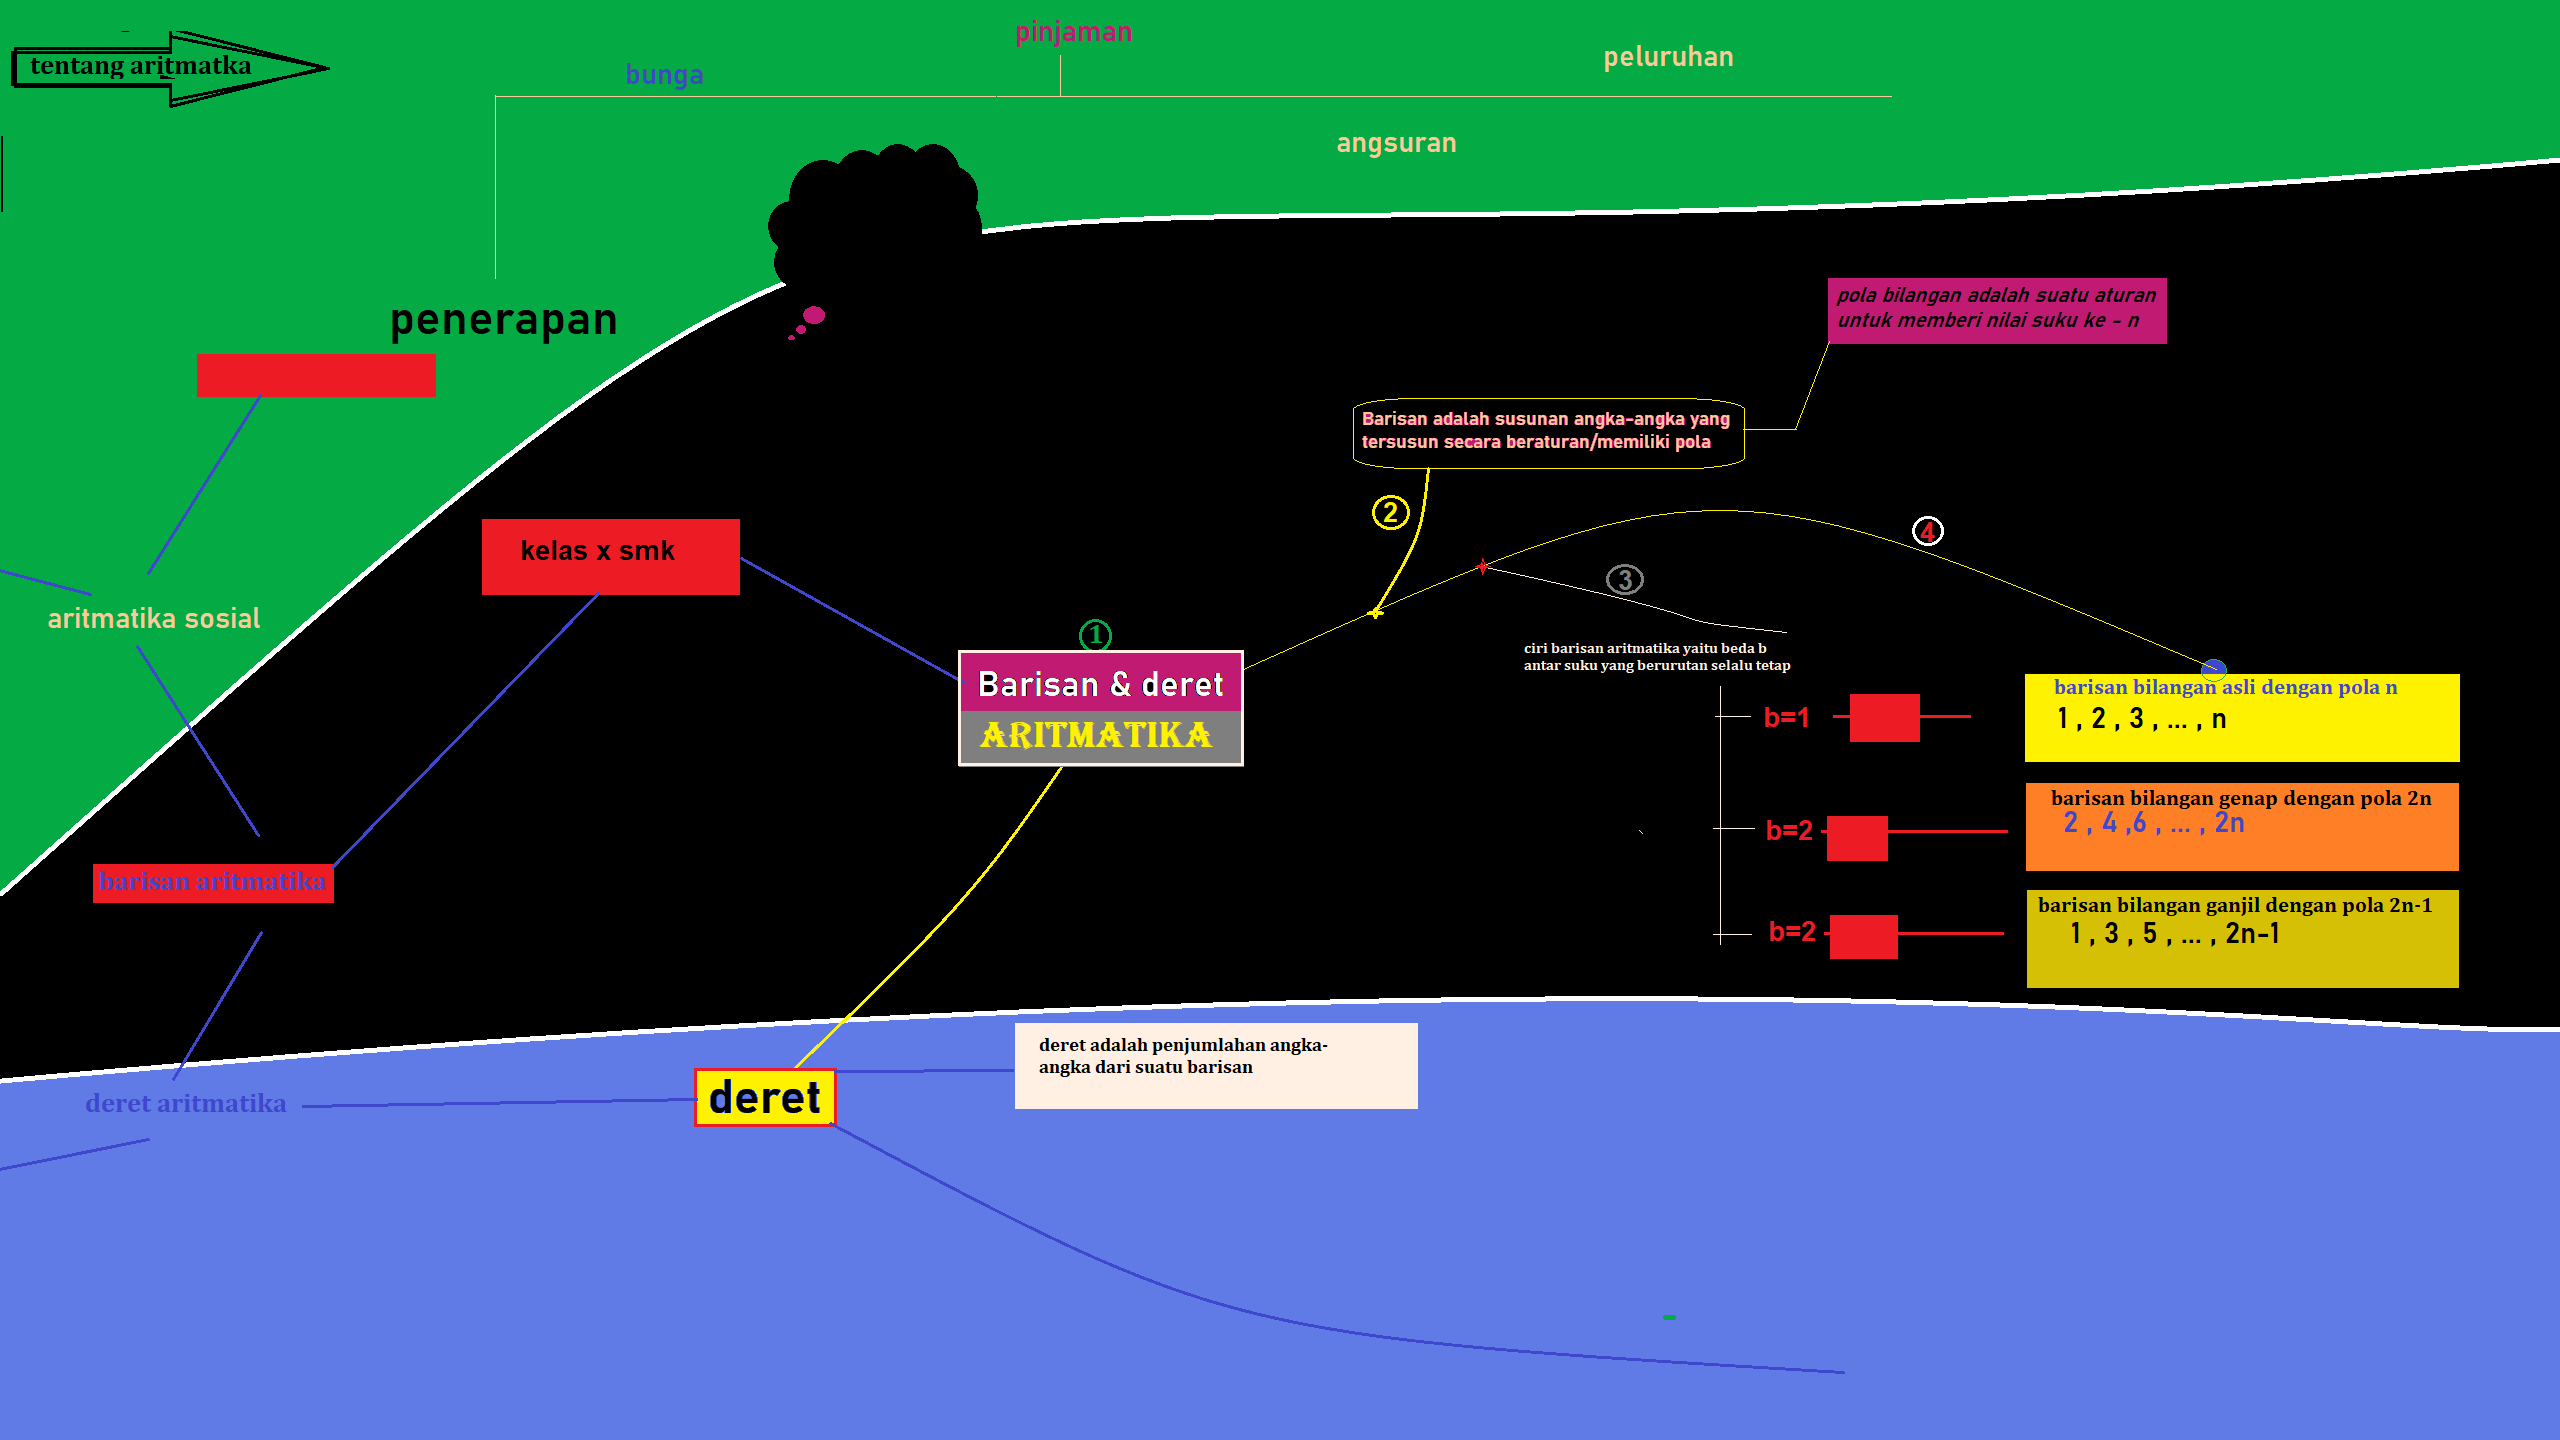 tentang aritmatka
bunga
pinjaman
peluruhan
angsuran
penerapan
aritmatika sosial
kelas x smk
barisan aritmatika
deret aritmatika
1
Barisan & deret
ARITMATIKA
2
Barisan adalah susunan angka-angka yang
tersusun secara beraturan/memiliki pola
pola bilangan adalah suatu aturan
untuk memberi nilai suku ke - n
3
ciri barisan aritmatika yaitu beda b
antar suku yang berurutan selalu tetap
4
b=1
barisan bilangan asli dengan pola n
1 , 2 , 3 , ... , n
b=2
barisan bilangan genap dengan pola 2n
2 , 4 ,6 , ... , 2n
b=2
barisan bilangan ganjil dengan pola 2n-1
1 , 3 , 5 , ... , 2n-1
deret
deret adalah penjumlahan angka-
angka dari suatu barisan